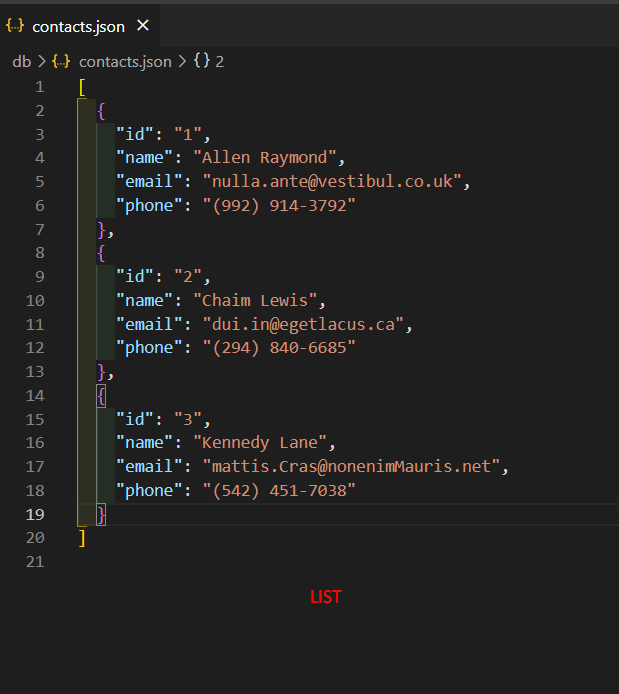 {..} contacts.json ×
db > {..} contacts.json > {} 2
1 [
2 {
3 "id": "1",
4 "name": "Allen Raymond",
5 "email": "nulla.ante@vestibul.co.uk",
6 "phone": "(992) 914-3792"
7 },
8 {
9 "id": "2",
10 "name": "Chaim Lewis",
11 "email": "dui.in@egetlacus.ca",
12 "phone": "(294) 840-6685"
13 },
14 {
15 "id": "3",
16 "name": "Kennedy Lane",
17 "email": "mattis.Cras@nonenimMauris.net",
18 "phone": "(542) 451-7038"
19 }
20 ]
21
LIST